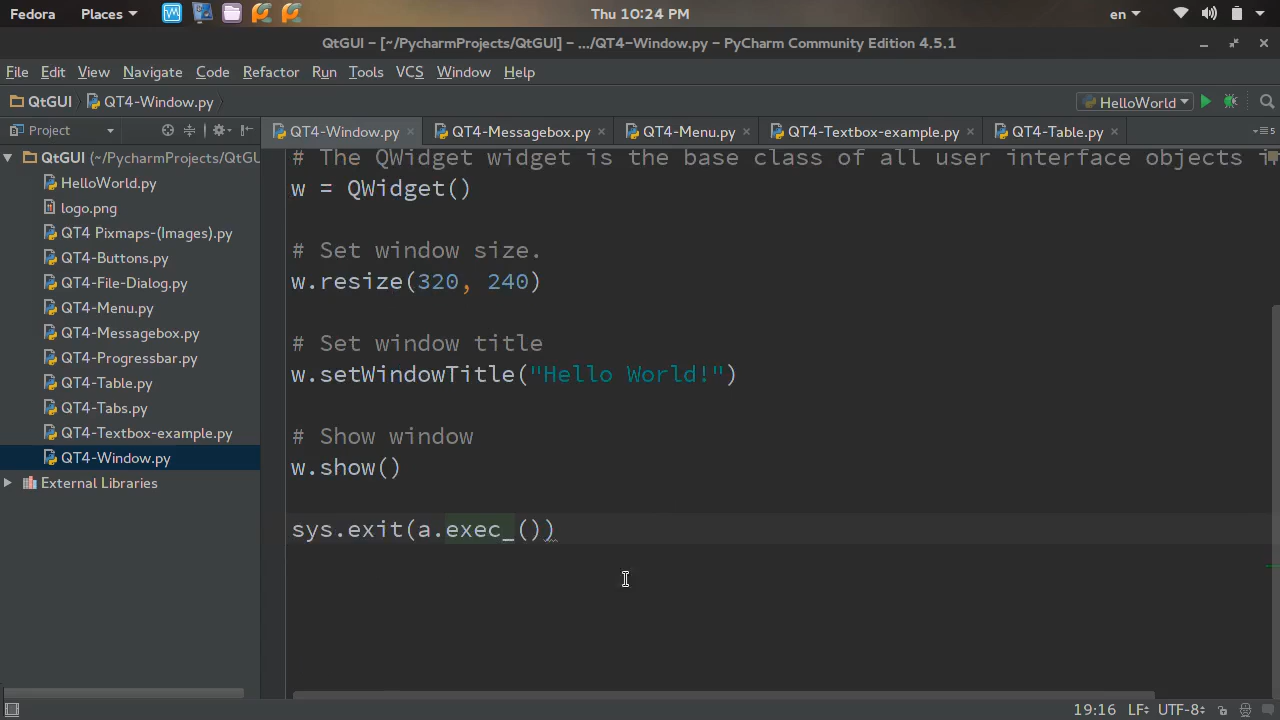 Fedora Places Thu 10:24 PM en
QtGUI – [~/PycharmProjects/QtGUI] – .../QT4-Window.py – PyCharm Community Edition 4.5.1
File Edit View Navigate Code Refactor Run Tools VCS Window Help
QtGUI QT4-Window.py HelloWorld
Project QT4-Window.py QT4-Messagebox.py QT4-Menu.py QT4-Textbox-example.py QT4-Table.py 5
QtGUI (~/PycharmProjects/QtGU
HelloWorld.py
logo.png
QT4 Pixmaps-(Images).py
QT4-Buttons.py
QT4-File-Dialog.py
QT4-Menu.py
QT4-Messagebox.py
QT4-Progressbar.py
QT4-Table.py
QT4-Tabs.py
QT4-Textbox-example.py
QT4-Window.py
External Libraries
# The QWidget widget is the base class of all user interface objects i
w = QWidget()
# Set window size.
w.resize(320, 240)
# Set window title
w.setWindowTitle("Hello World!")
# Show window
w.show()
sys.exit(a.exec_())
19:16 LF UTF-8